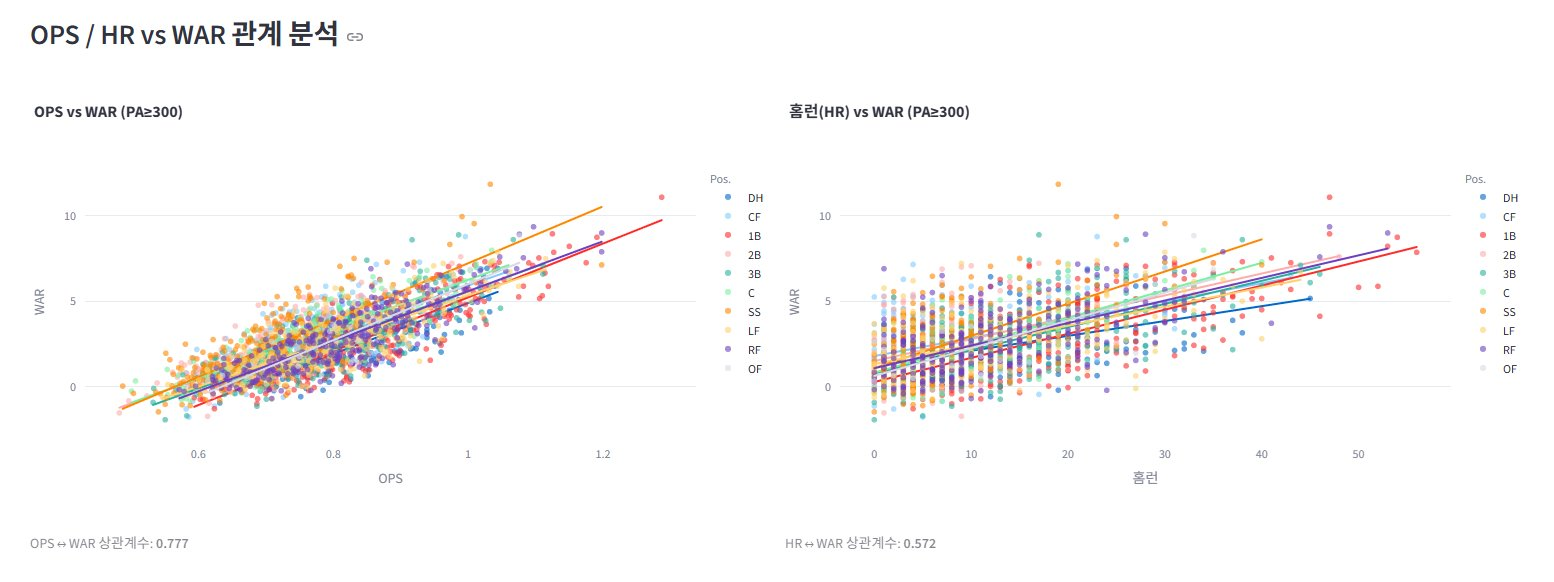 OPS / HR vs WAR 관계 분석
OPS vs WAR (PA≥300)
WAR
10
5
0
0.6 0.8 1 1.2
OPS
Pos.
DH
CF
1B
2B
3B
C
SS
LF
RF
OF
OPS↔WAR 상관계수: 0.777
홈런(HR) vs WAR (PA≥300)
WAR
10
5
0
0 10 20 30 40 50
홈런
Pos.
DH
CF
1B
2B
3B
C
SS
LF
RF
OF
HR↔WAR 상관계수: 0.572